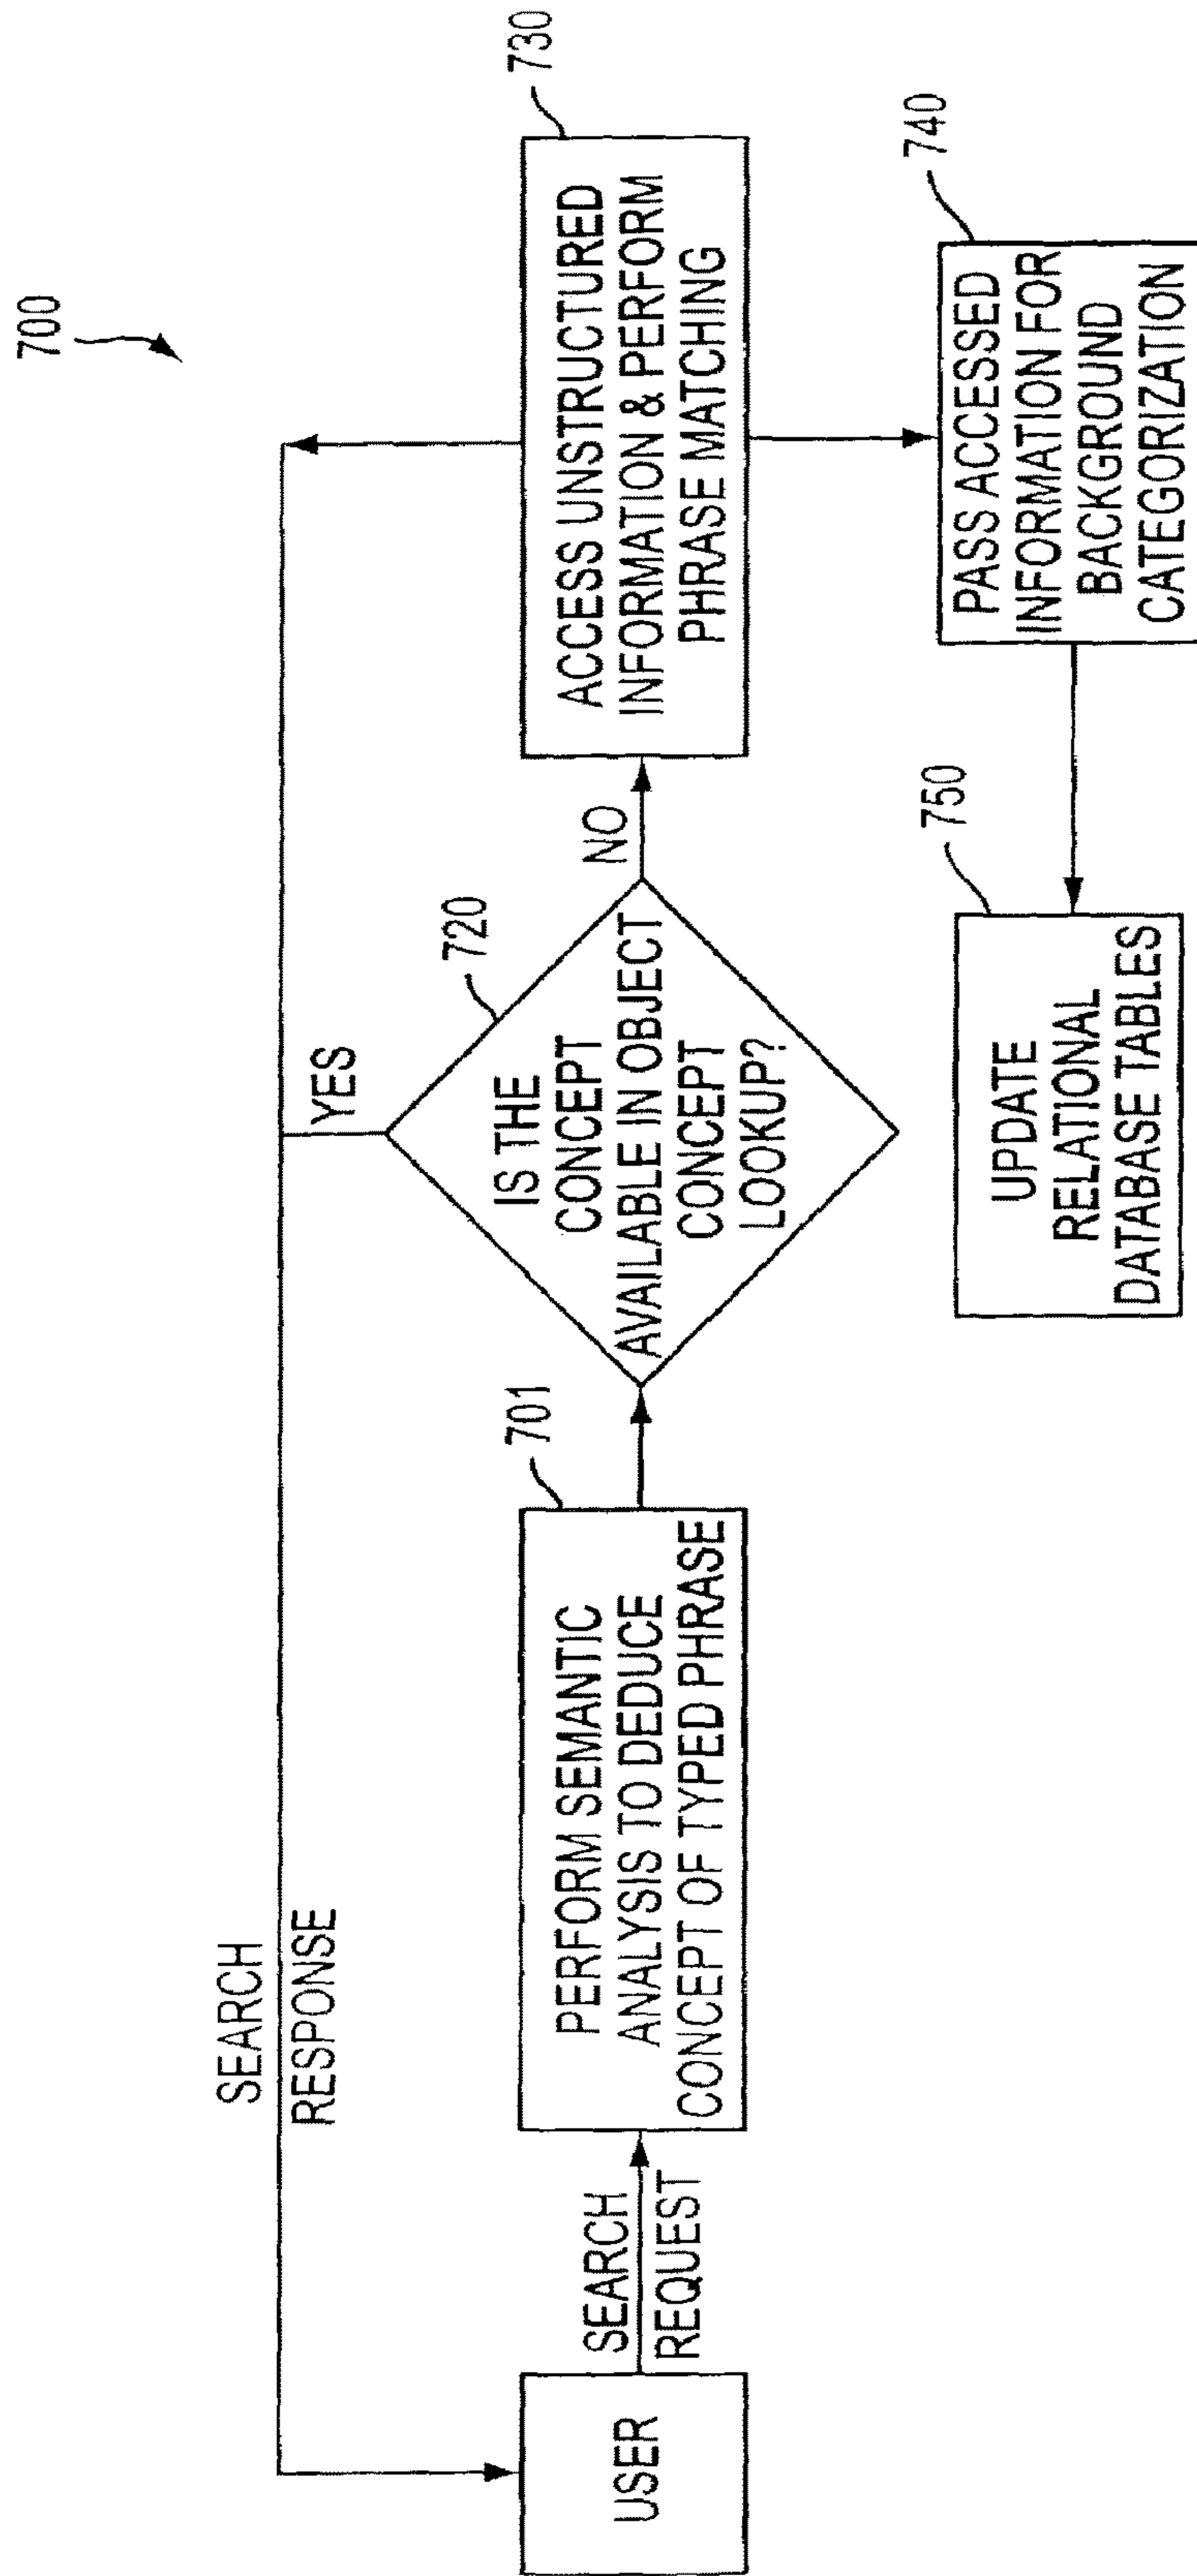 700
SEARCH
RESPONSE
YES
USER
SEARCH
REQUEST
701
PERFORM SEMANTIC
ANALYSIS TO DEDUCE
CONCEPT OF TYPED PHRASE
720
IS THE
CONCEPT
AVAILABLE IN OBJECT
CONCEPT
LOOKUP?
NO
730
ACCESS UNSTRUCTURED
INFORMATION & PERFORM
PHRASE MATCHING
740
PASS ACCESSED
INFORMATION FOR
BACKGROUND
CATEGORIZATION
750
UPDATE
RELATIONAL
DATABASE TABLES